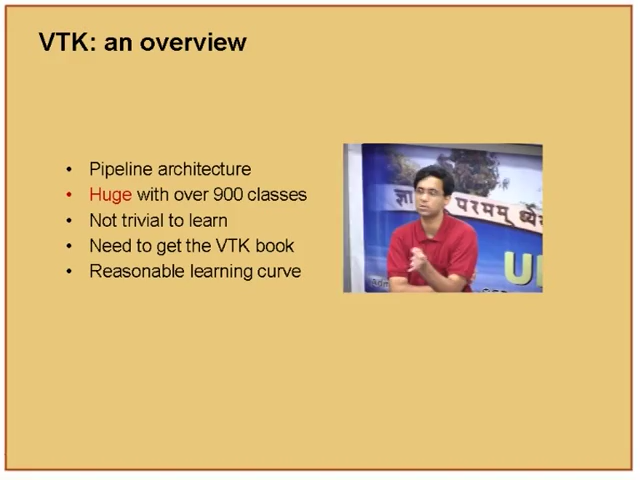 VTK: an overview
• Pipeline architecture
• Huge with over 900 classes
• Not trivial to learn
• Need to get the VTK book
• Reasonable learning curve
ज्ञानम् परमम् ध्येय